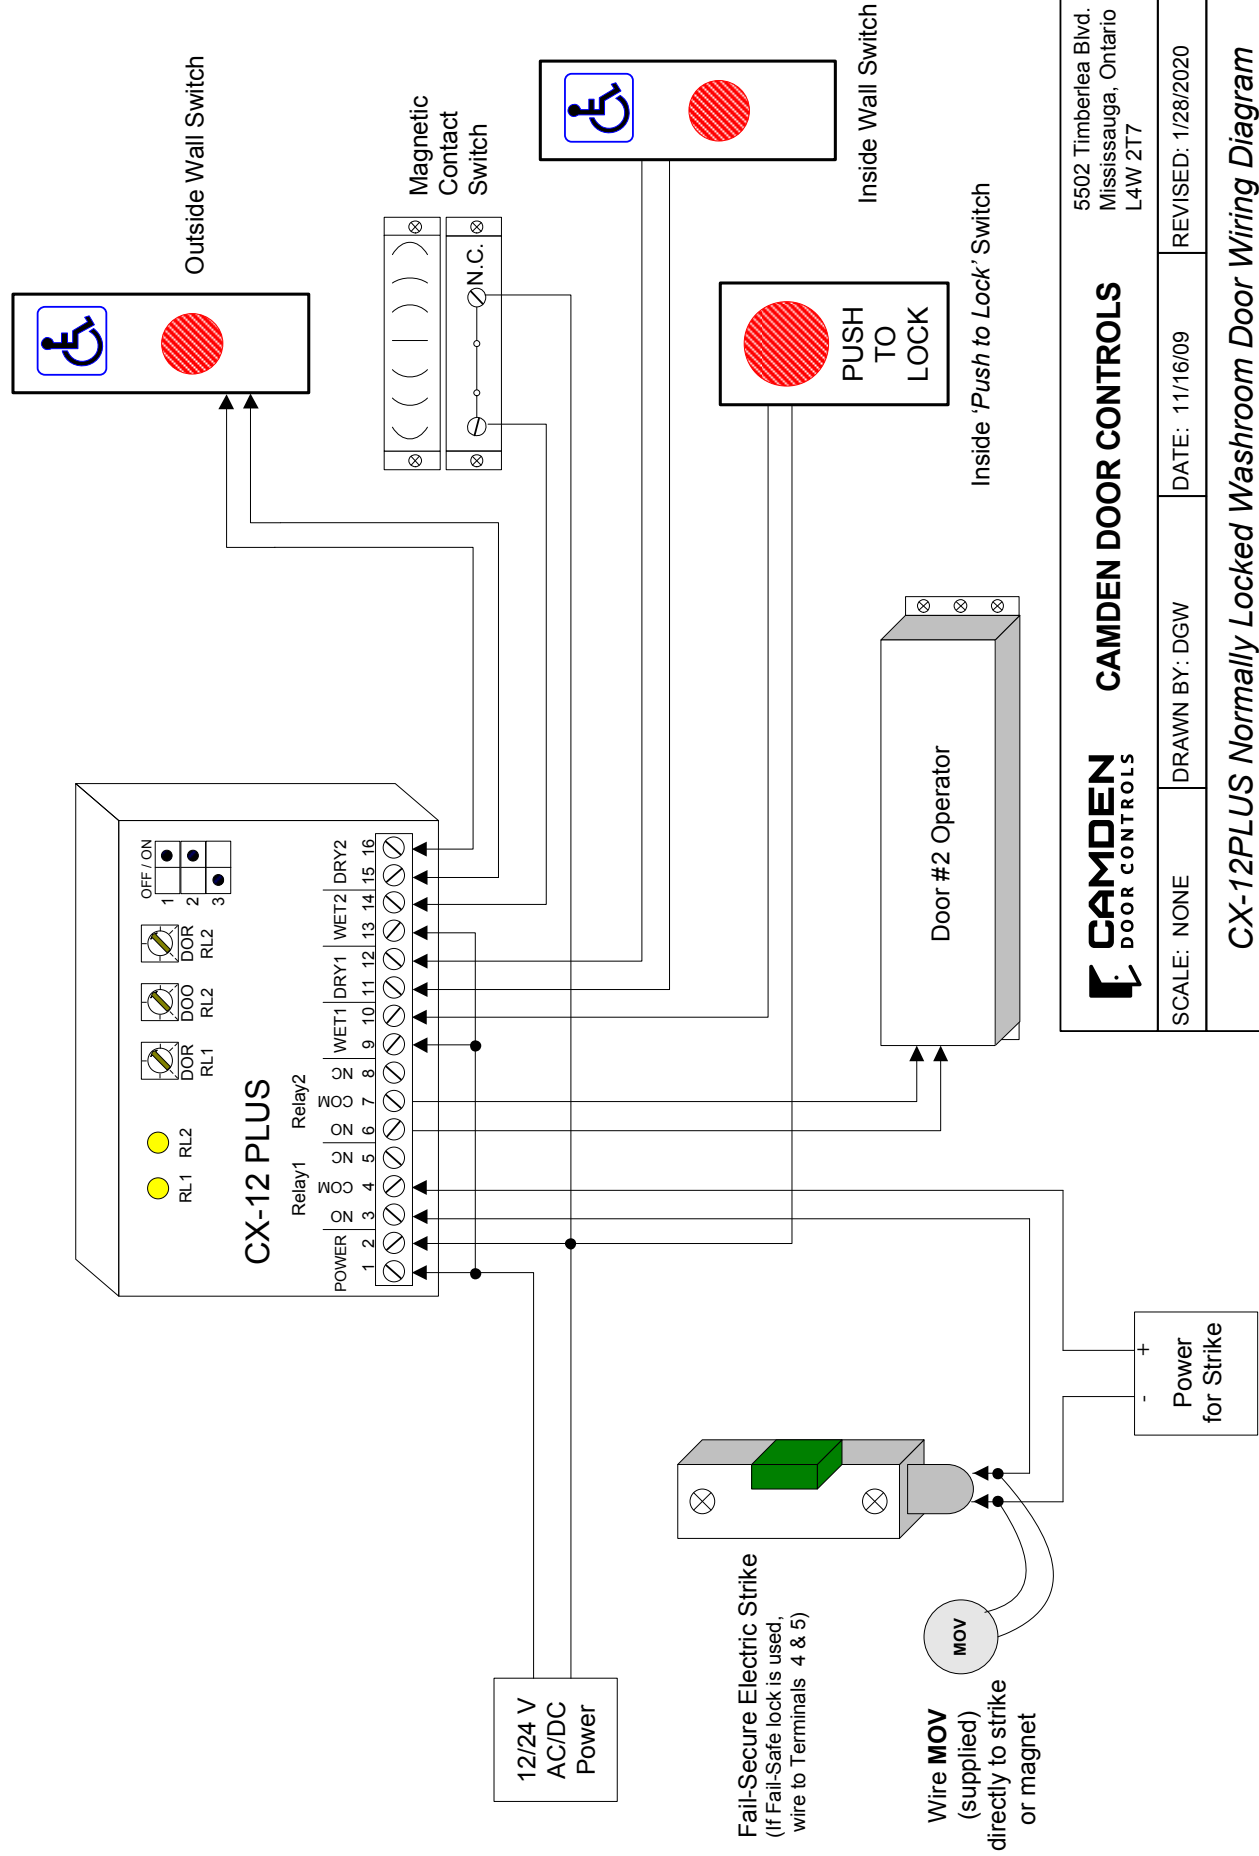 Outside Wall Switch
Magnetic
Contact
Switch
N.C.
Inside Wall Switch
PUSH
TO
LOCK
Inside ‘Push to Lock’ Switch
OFF / ON
1
2
3
DOR
RL1
DOO
RL2
DOR
RL2
RL1
RL2
CX-12 PLUS
Relay1
Relay2
POWER
NO
COM
NC
NO
COM
NC
WET1
DRY1
WET2
DRY2
1 2 3 4 5 6 7 8 9 10 11 12 13 14 15 16
Door #2 Operator
12/24 V
AC/DC
Power
Fail-Secure Electric Strike
(If Fail-Safe lock is used,
wire to Terminals 4 & 5)
MOV
Wire MOV
(supplied)
directly to strike
or magnet
- +
Power
for Strike
CAMDEN
DOOR CONTROLS
CAMDEN DOOR CONTROLS
5502 Timberlea Blvd.
Mississauga, Ontario
L4W 2T7
SCALE: NONE
DRAWN BY: DGW
DATE: 11/16/09
REVISED: 1/28/2020
CX-12PLUS Normally Locked Washroom Door Wiring Diagram